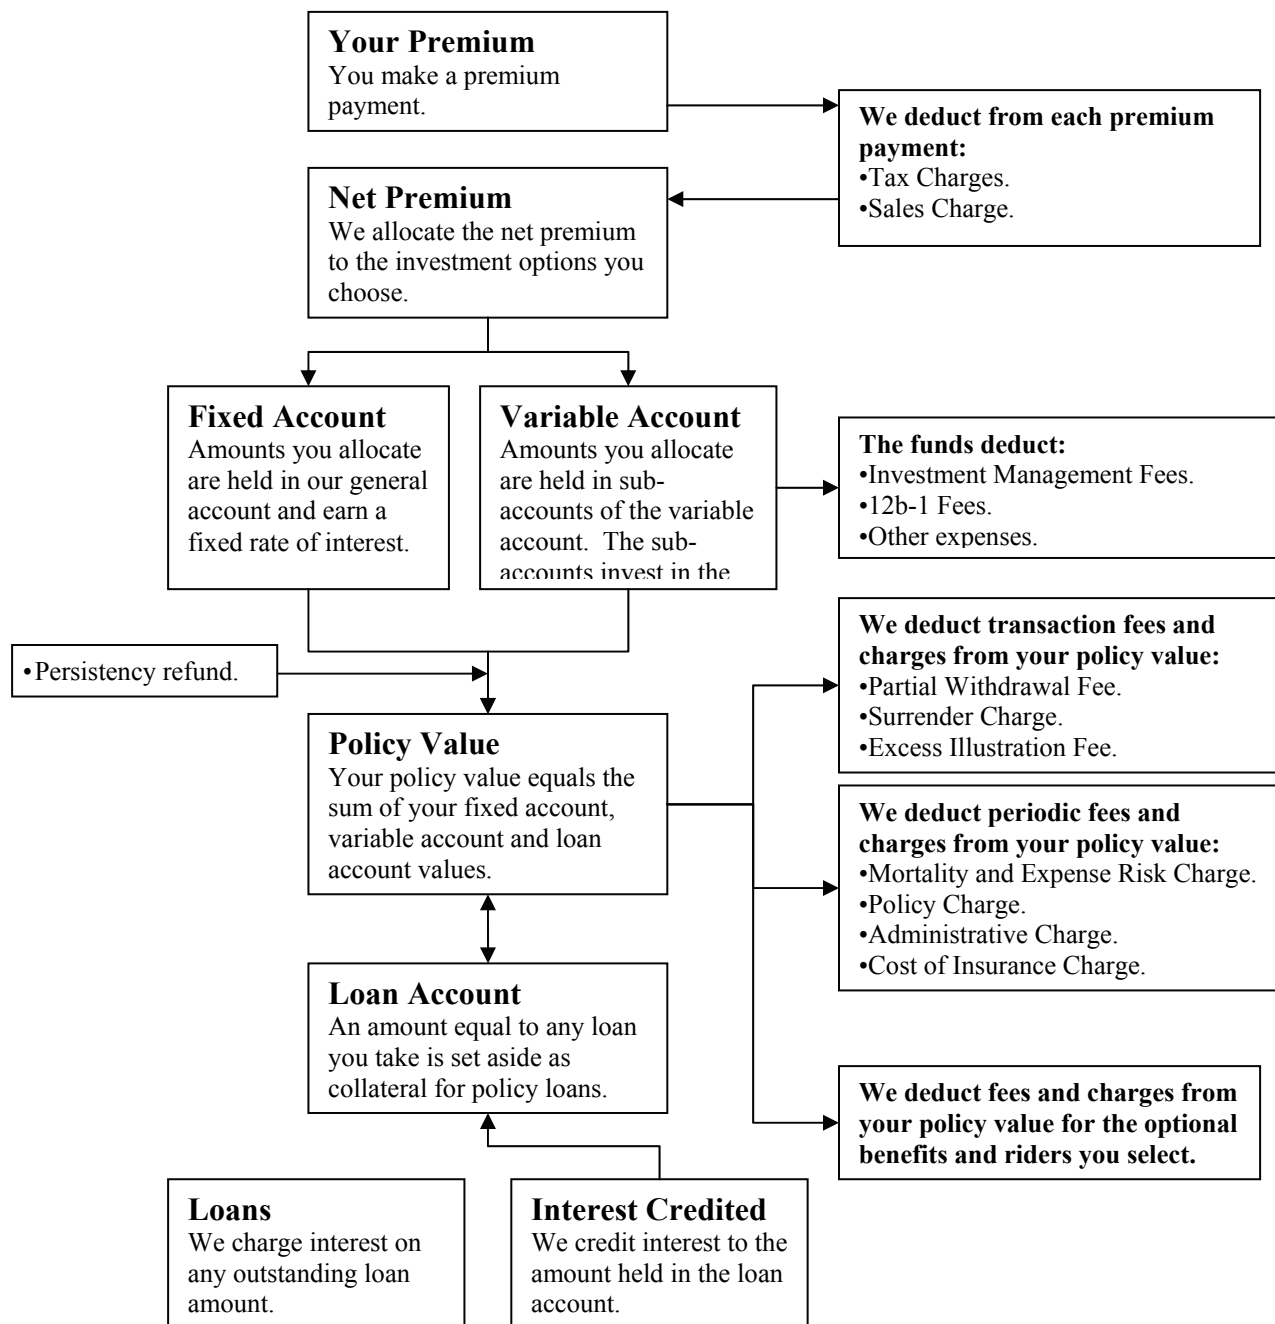 Your Premium
You make a premium
payment.
We deduct from each premium
payment:
•Tax Charges.
•Sales Charge.
Net Premium
We allocate the net premium
to the investment options you
choose.
Fixed Account
Amounts you allocate
are held in our general
account and earn a
fixed rate of interest.
Variable Account
Amounts you allocate
are held in sub-
accounts of the variable
account.  The sub-
accounts invest in the
The funds deduct:
•Investment Management Fees.
•12b-1 Fees.
•Other expenses.
•Persistency refund.
We deduct transaction fees and
charges from your policy value:
•Partial Withdrawal Fee.
•Surrender Charge.
•Excess Illustration Fee.
Policy Value
Your policy value equals the
sum of your fixed account,
variable account and loan
account values.
We deduct periodic fees and
charges from your policy value:
•Mortality and Expense Risk Charge.
•Policy Charge.
•Administrative Charge.
•Cost of Insurance Charge.
Loan Account
An amount equal to any loan
you take is set aside as
collateral for policy loans.
We deduct fees and charges from
your policy value for the optional
benefits and riders you select.
Loans
We charge interest on
any outstanding loan
amount.
Interest Credited
We credit interest to the
amount held in the loan
account.